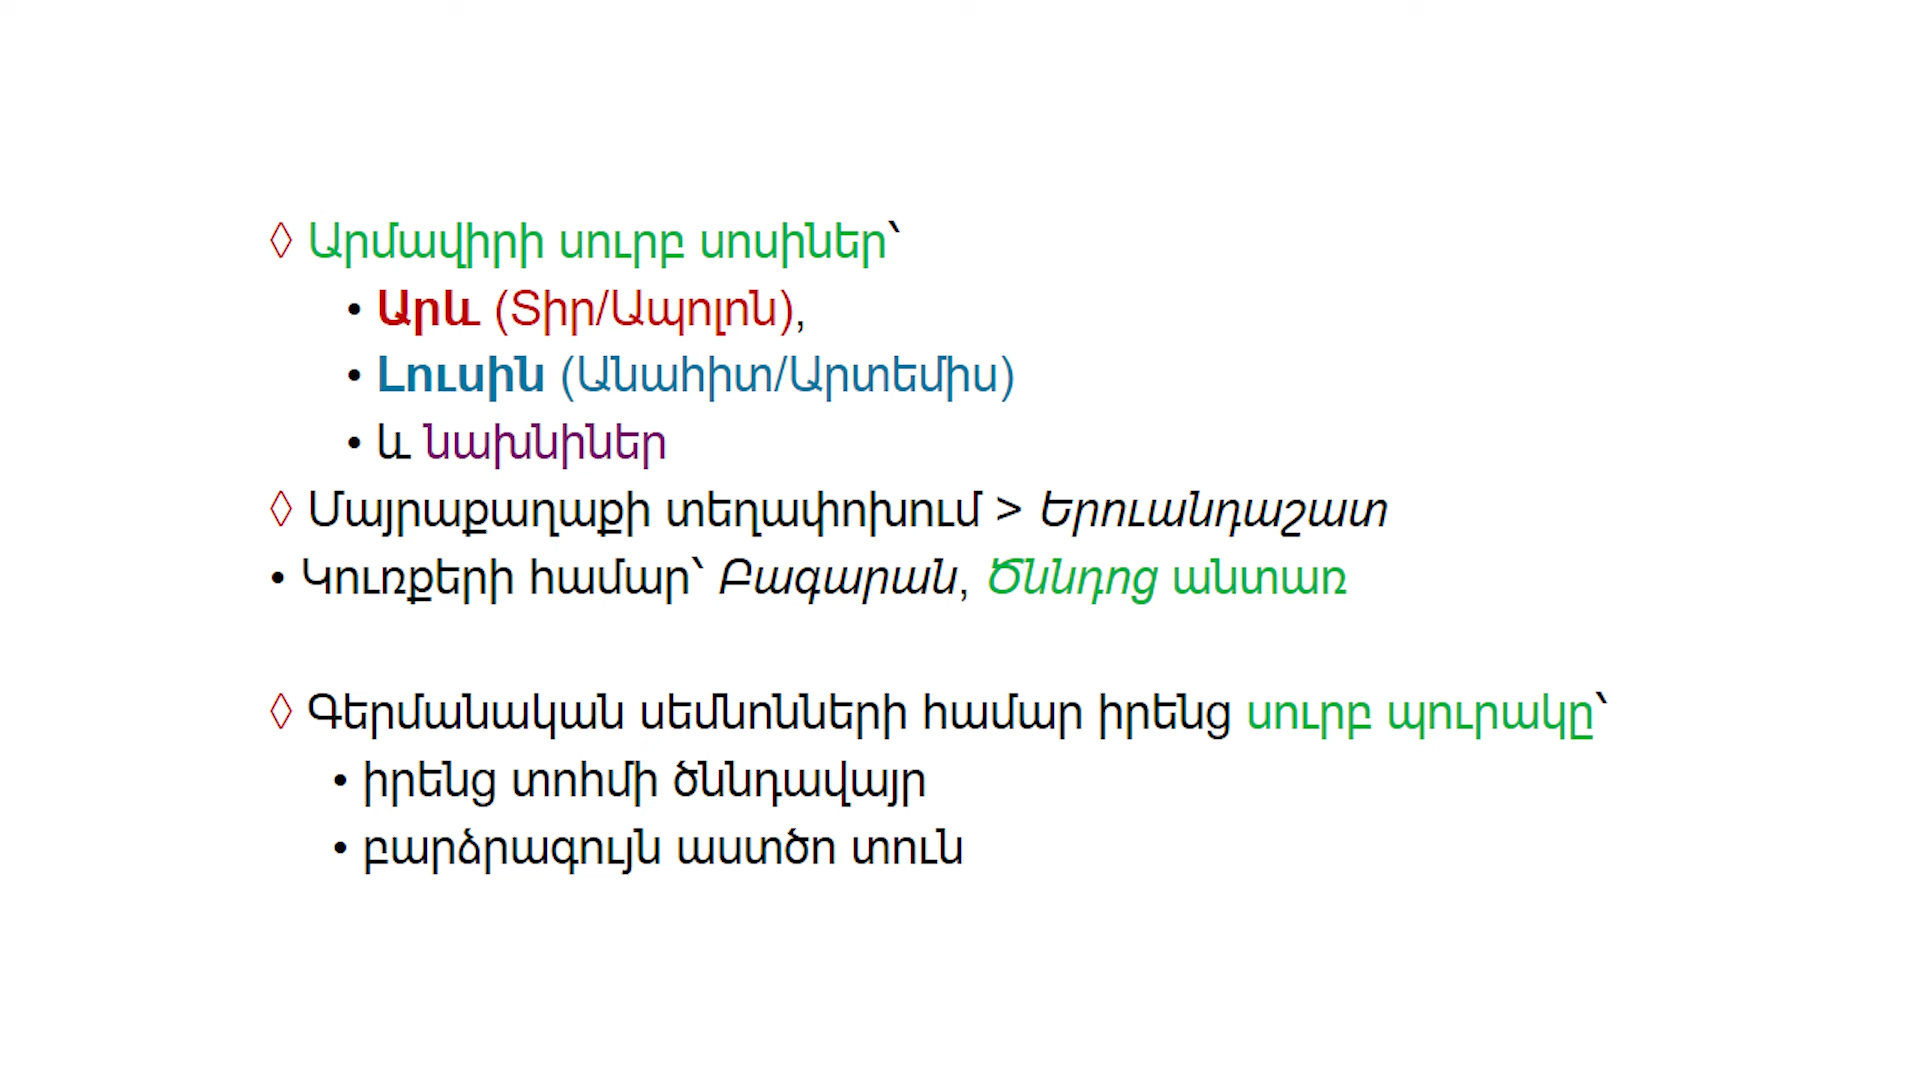 ◊ Արմավիրի սուրբ սոսիներ՝
• Արև (Տիր/Ապոլոն),
• Լուսին (Անահիտ/Արտեմիս)
• և նախնիներ
◊ Մայրաքաղաքի տեղափոխում > Երուանդաշատ
• Կուռքերի համար՝ Բագարան, Ծննդոց անտառ
◊ Գերմանական սեմնոնների համար իրենց սուրբ պուրակը՝
• իրենց տոհմի ծննդավայր
• բարձրագույն աստծո տուն